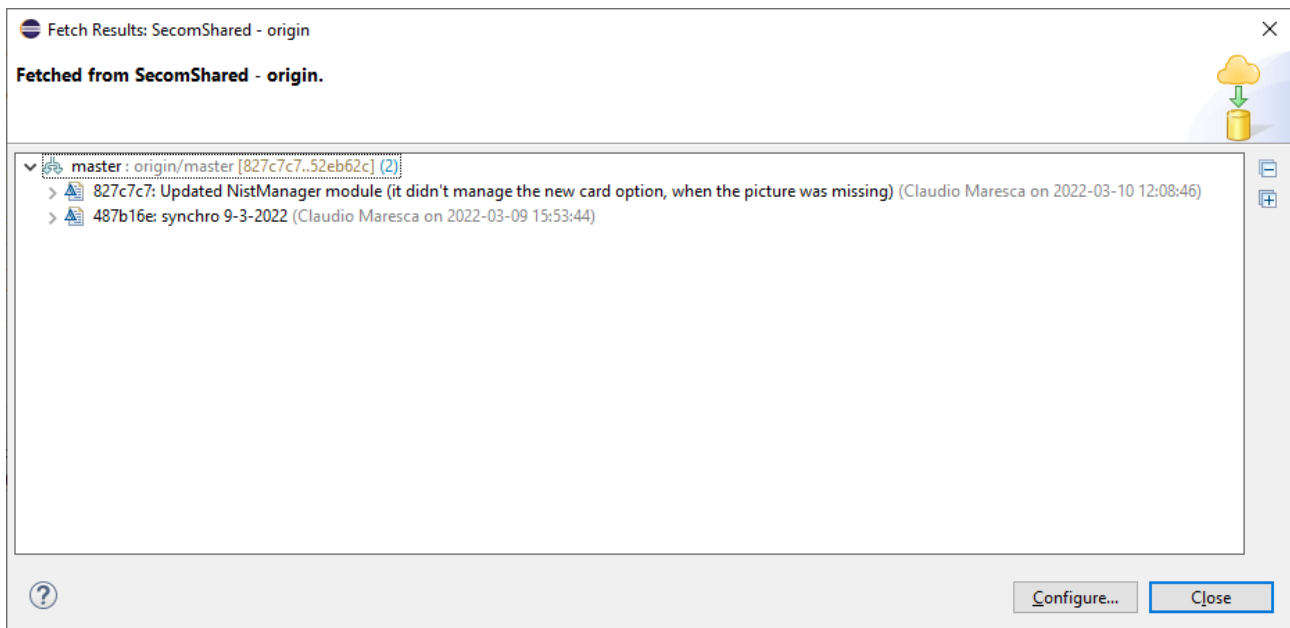 Fetch Results: SecomShared - origin
Fetched from SecomShared - origin.
master : origin/master [827c7c7..52eb62c] (2)
827c7c7: Updated NistManager module (it didn't manage the new card option, when the picture was missing) (Claudio Maresca on 2022-03-10 12:08:46)
487b16e: synchro 9-3-2022 (Claudio Maresca on 2022-03-09 15:53:44)
?
Configure... Close